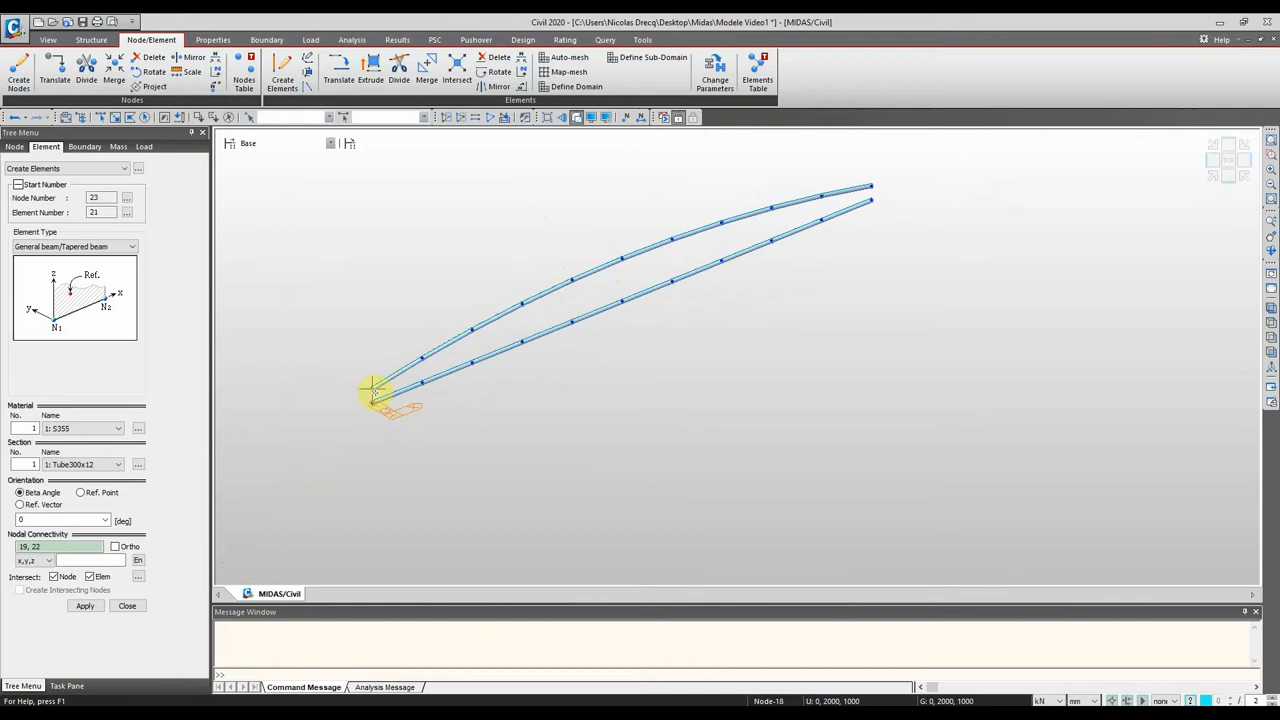 Civil 2020 - [C:\Users\Nicolas Drecq\Desktop\Midas\Modele Video1 *] - [MIDAS/Civil]
View Structure Node/Element Properties Boundary Load Analysis Results PSC Pushover Design Rating Query Tools Help
Create Nodes Translate Divide Merge Delete Rotate Project Mirror Scale Nodes Table Create Elements Translate Extrude Divide Merge Intersect Delete Rotate Mirror Auto-mesh Map-mesh Define Domain Define Sub-Domain Change Parameters Elements Table
Nodes Elements
Tree Menu
Node Element Boundary Mass Load
Base
Create Elements ...
Start Number
Node Number : 23 ...
Element Number : 21 ...
Element Type
General beam/Tapered beam
z Ref. x y N1 N2
Material
No. Name
1 1: S355 ...
Section
No. Name
1 1: Tube300x12 ...
Orientation
Beta Angle Ref. Point
Ref. Vector
0 [deg]
Nodal Connectivity
19, 22 Ortho
x,y,z En
Intersect: Node Elem ...
Create Intersecting Nodes
Apply Close
MIDAS/Civil
Message Window
>>
Tree Menu Task Pane Command Message Analysis Message
For Help, press F1 Node-18 U: 0, 2000, 1000 G: 0, 2000, 1000 kN mm none 0 / 2